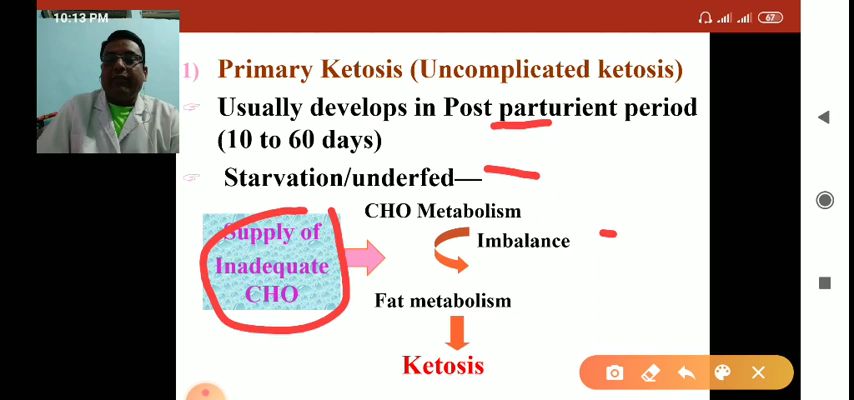 10:13 PM
67
1) Primary Ketosis (Uncomplicated ketosis)
Usually develops in Post parturient period
(10 to 60 days)
Starvation/underfed—
CHO Metabolism
Supply of
Inadequate
CHO
Imbalance
Fat metabolism
Ketosis